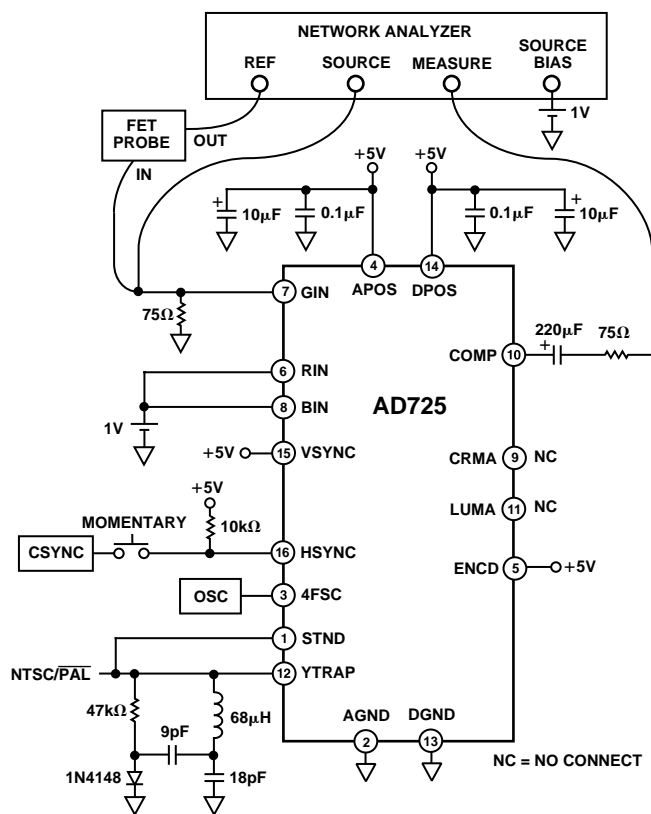 NETWORK ANALYZER
REF SOURCE MEASURE SOURCE BIAS
1V
FET PROBE
OUT
IN
+5V +5V
+ 10μF 0.1μF 0.1μF + 10μF
4 14
APOS DPOS
7 GIN
75Ω
220μF 75Ω
+
COMP 10
6 RIN
8 BIN
AD725
1V
+5V 15 VSYNC
CRMA 9 NC
+5V
10kΩ
LUMA 11 NC
MOMENTARY
CSYNC
16 HSYNC
ENCD 5 +5V
OSC
3 4FSC
1 STND
NTSC/PAL
12 YTRAP
47kΩ
68μH
9pF
1N4148
18pF
AGND DGND
2 13
NC = NO CONNECT